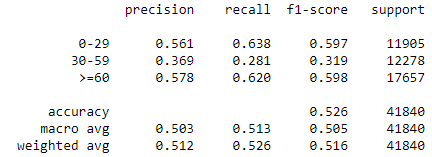 precision recall f1-score support
0-29 0.561 0.638 0.597 11905
30-59 0.369 0.281 0.319 12278
>=60 0.578 0.620 0.598 17657
accuracy 0.526 41840
macro avg 0.503 0.513 0.505 41840
weighted avg 0.512 0.526 0.516 41840